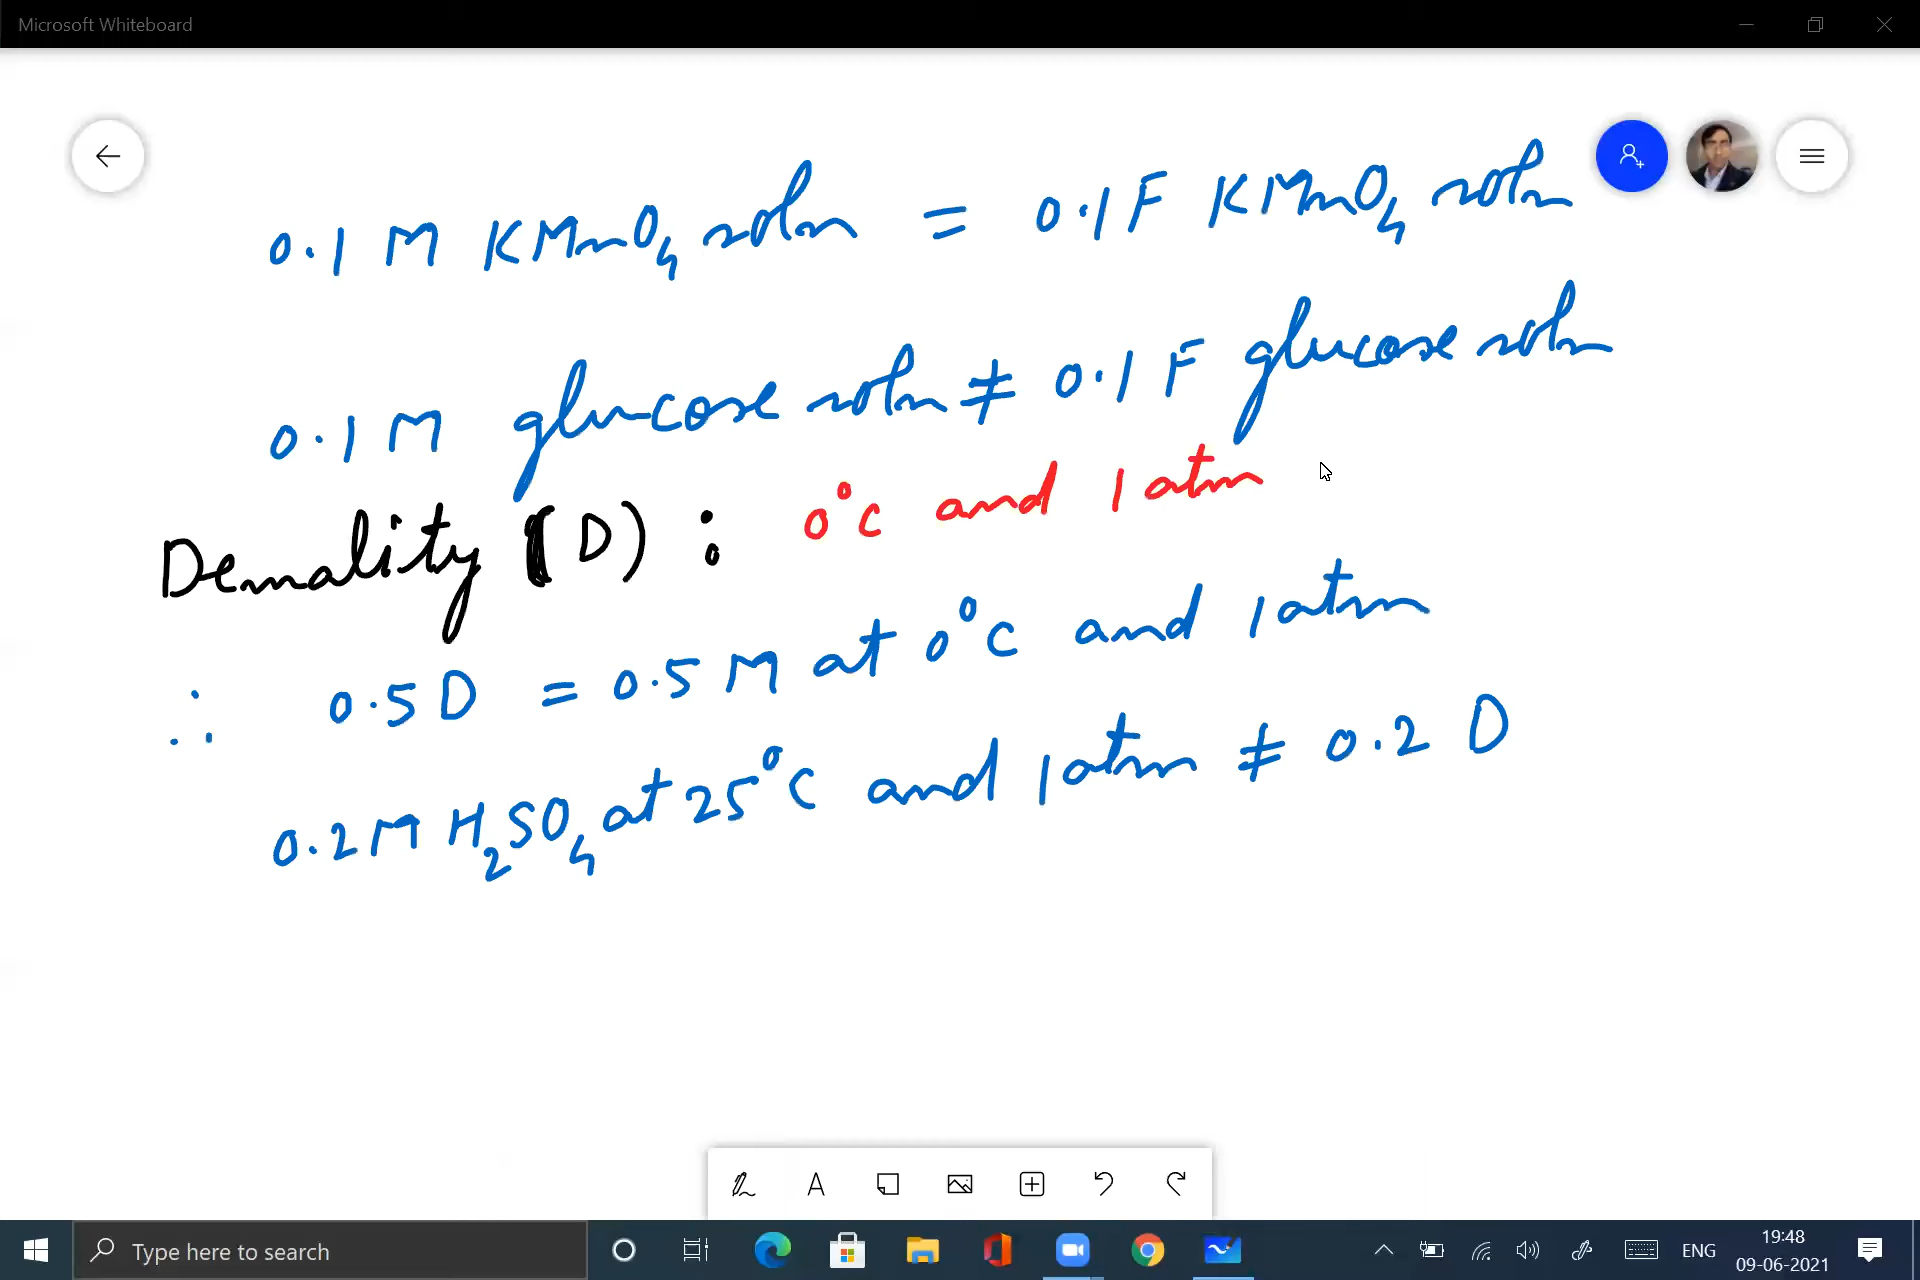 Microsoft Whiteboard
0.1 M KMnO4 soln = 0.1 F KMnO4 soln
0.1 M glucose soln ≠ 0.1 F glucose soln
Demality (D) : 0°C and 1 atm
∴ 0.5 D = 0.5 M at 0°C and 1 atm
0.2 M H2SO4 at 25°C and 1 atm ≠ 0.2 D
Type here to search
ENG
19:48
09-06-2021